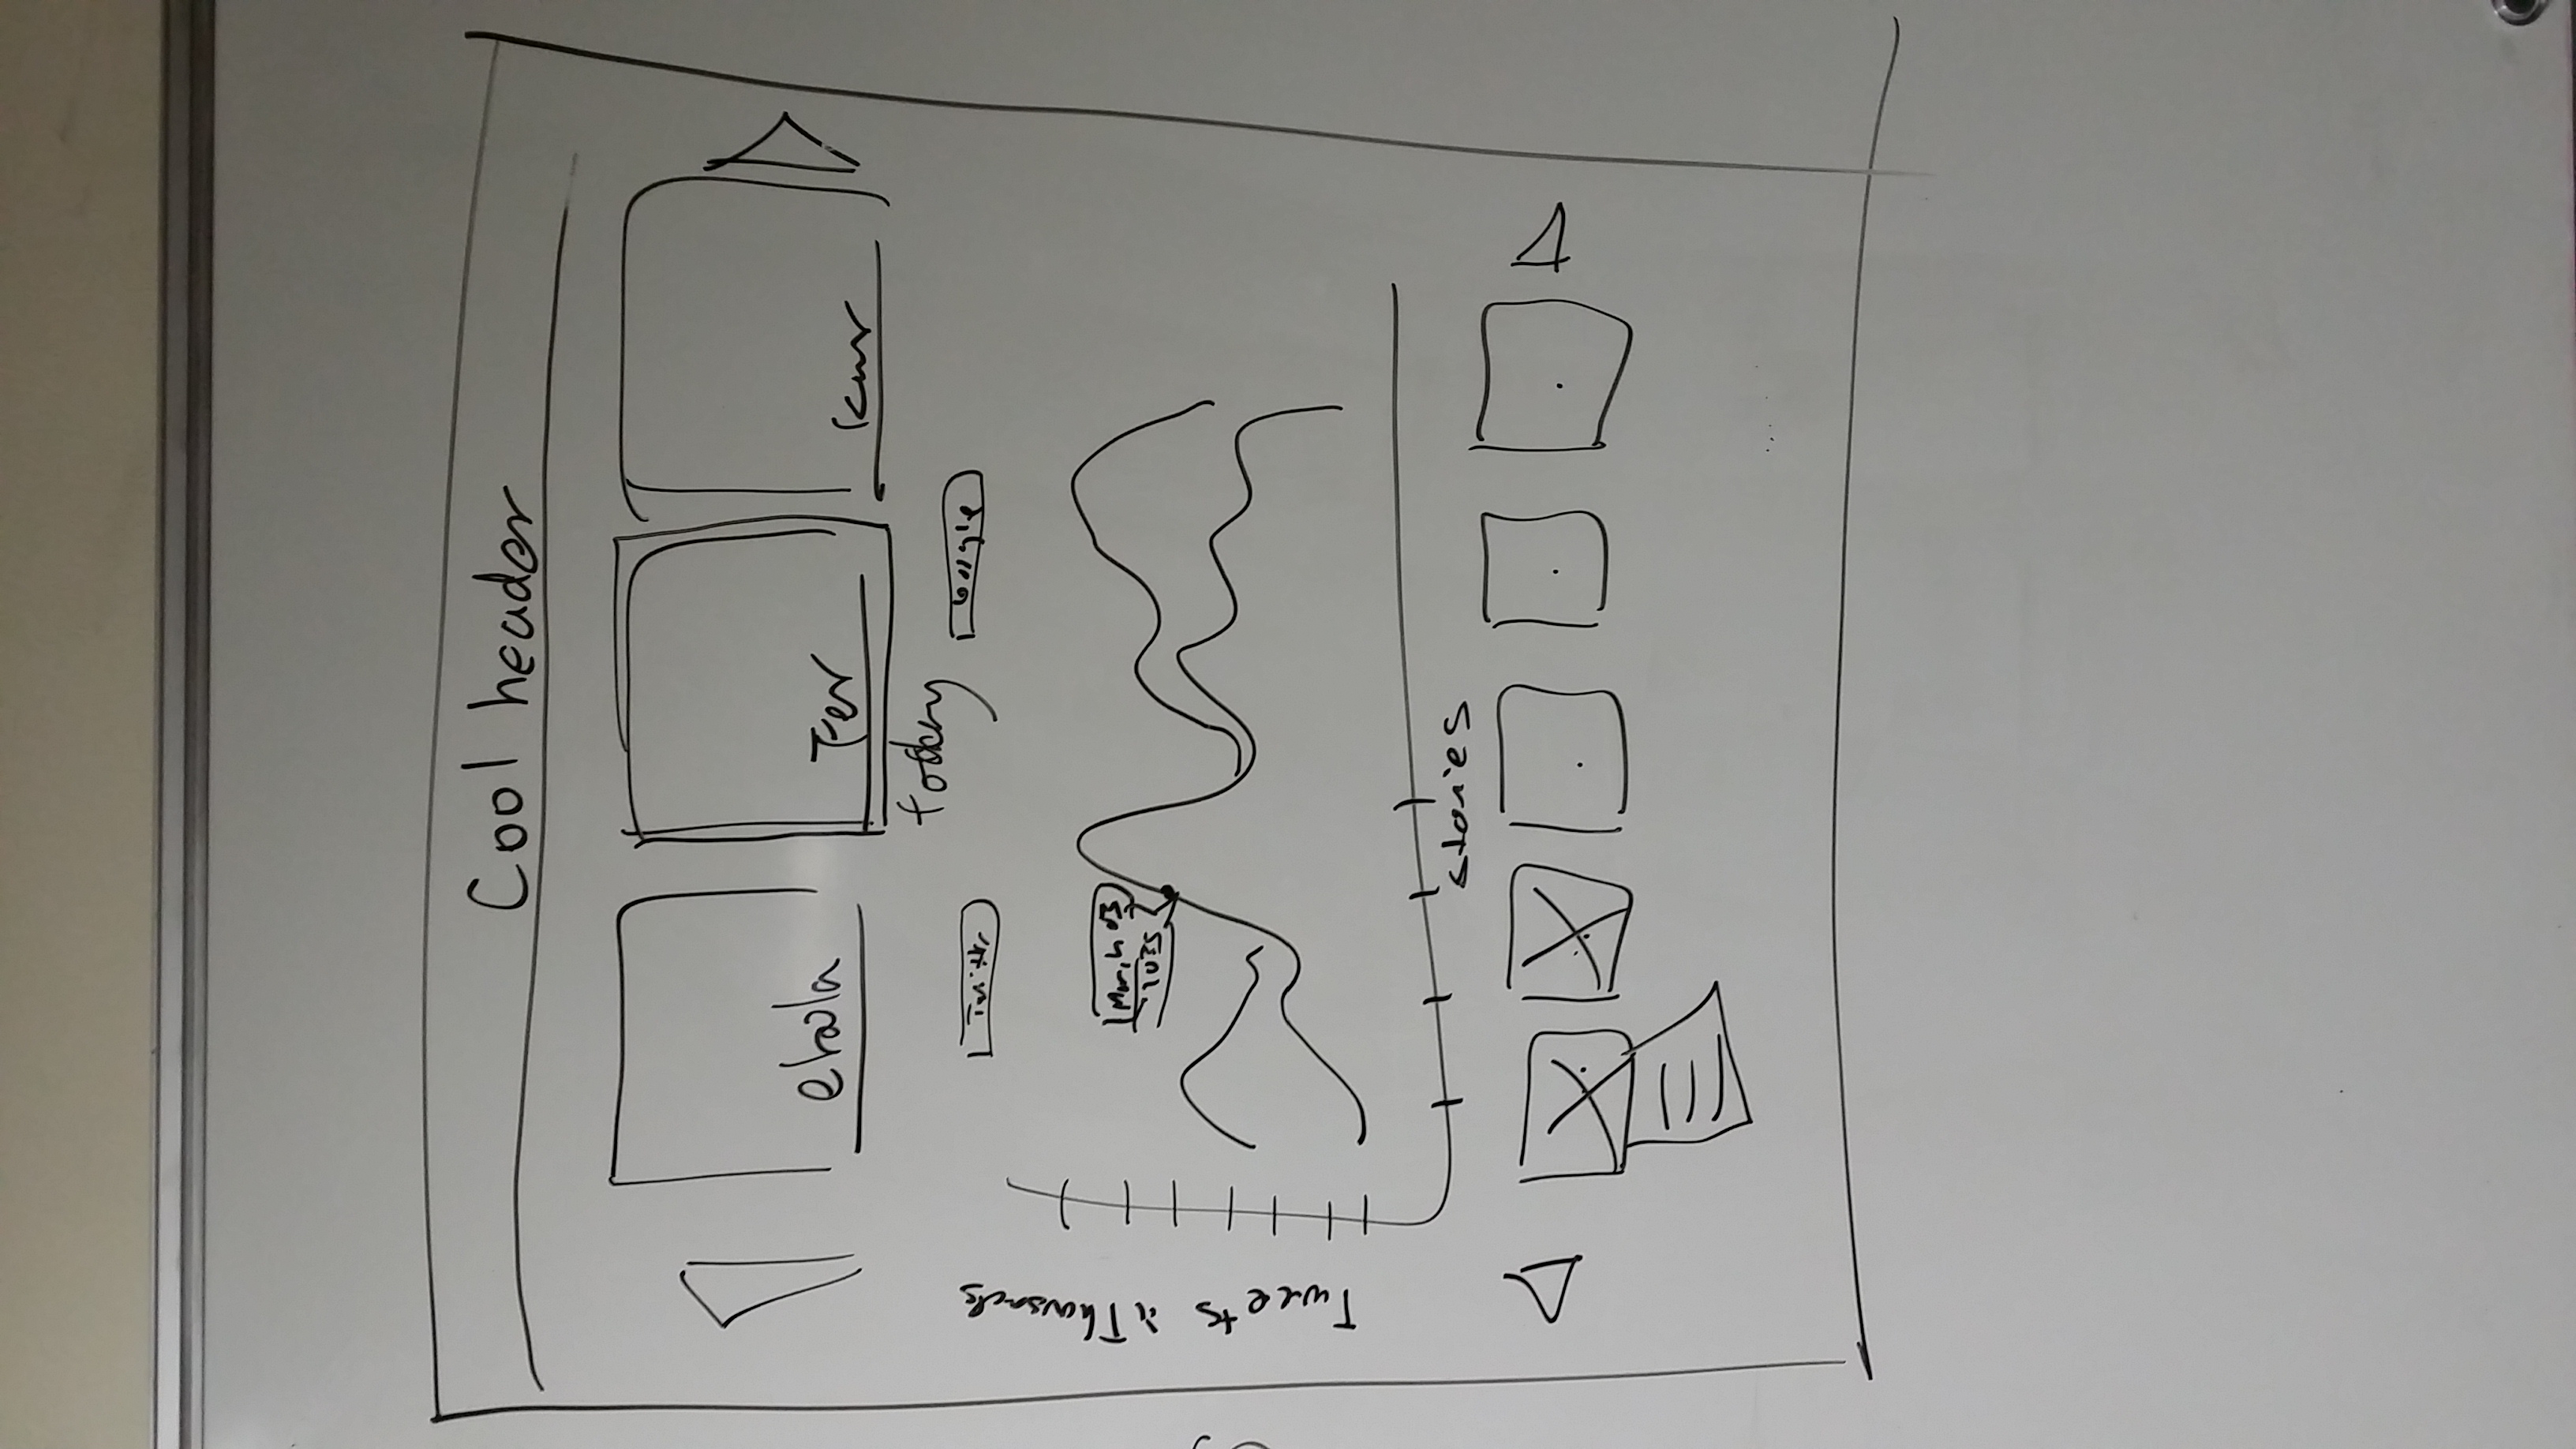 Cool header
ebola
Fer
today
Twitter
Google
Tweets in Thousands
March 03
stories